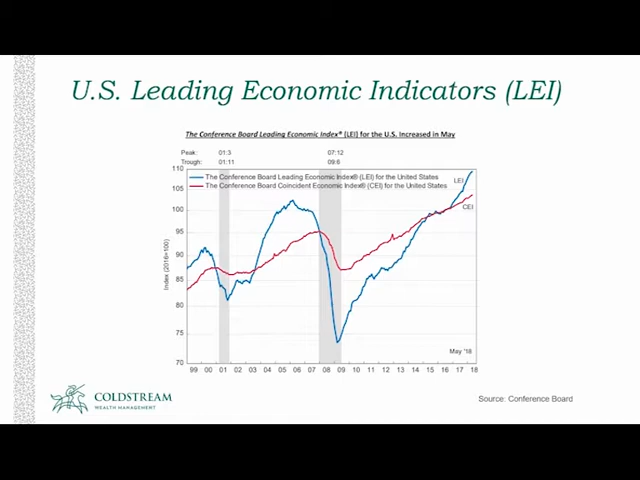 U.S. Leading Economic Indicators (LEI)
The Conference Board Leading Economic Index® (LEI) for the U.S. Increased in May
Peak: 01:3 07:12
Trough: 01:11 09:6
The Conference Board Leading Economic Index® (LEI) for the United States
The Conference Board Coincident Economic Index® (CEI) for the United States
110
105
100
95
90
85
80
75
70
Index (2016=100)
LEI
CEI
May '18
99 00 01 02 03 04 05 06 07 08 09 10 11 12 13 14 15 16 17 18
COLDSTREAM
WEALTH MANAGEMENT
Source: Conference Board